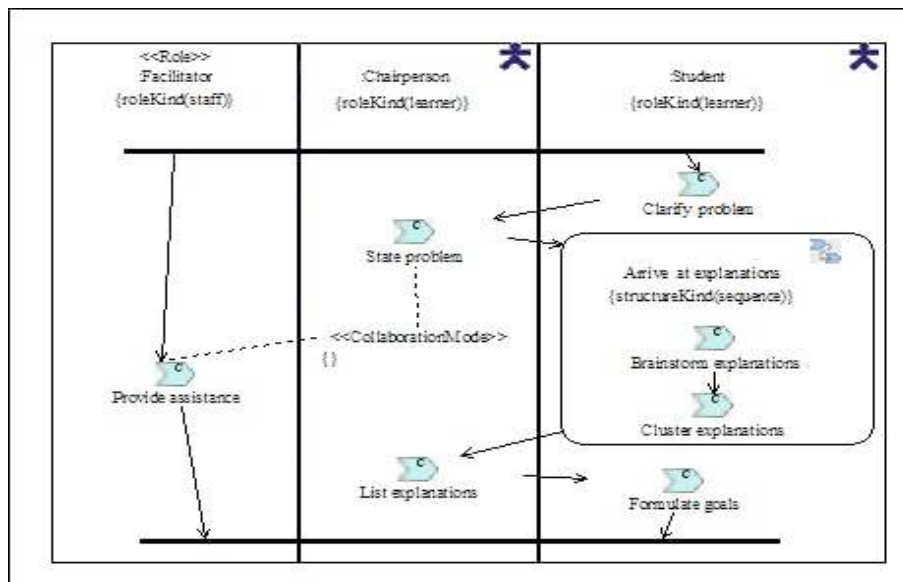 <<Role>>
:Facilitator
{roleKind(staff)}
:Chairperson
{roleKind(learner)}
:Student
{roleKind(learner)}
C
Clarify problem
C
State problem
Arrive at explanations
{structureKind(sequence)}
<<CollaborationMode>>
{}
C
Brainstorm explanations
C
Provide assistance
C
Cluster explanations
C
List explanations
C
Formulate goals